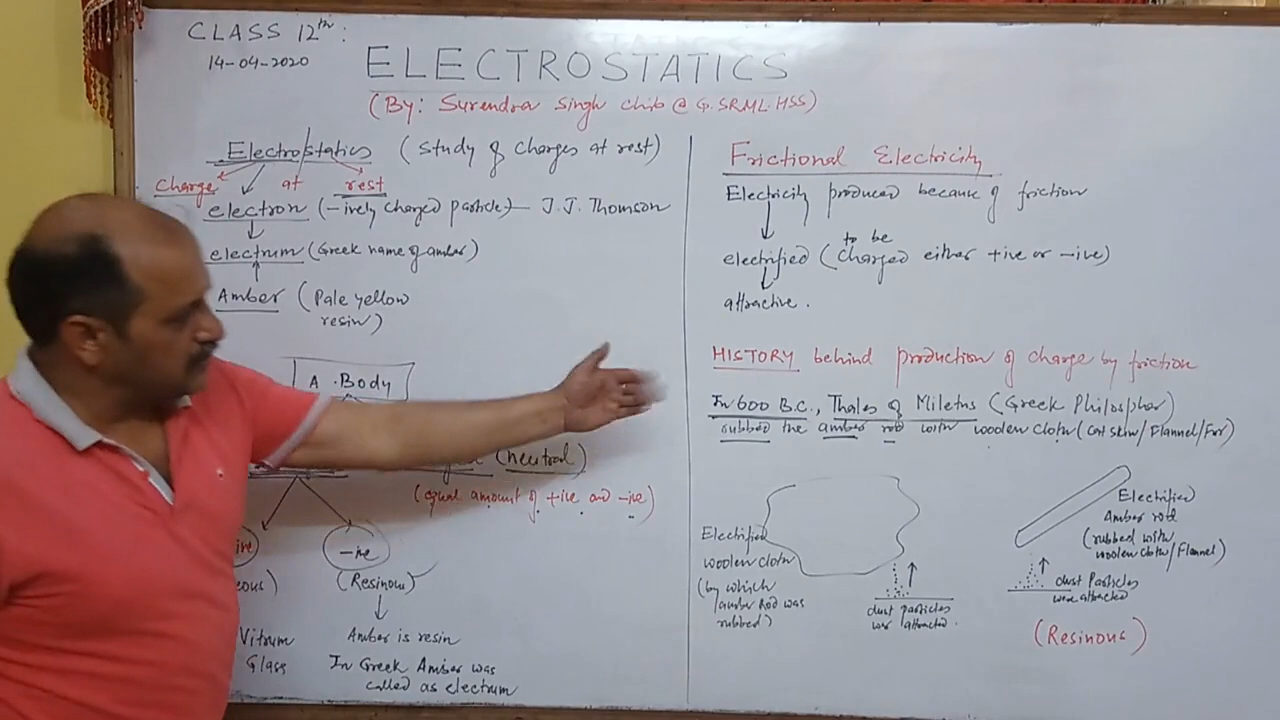 CLASS 12th:
14-04-2020
ELECTROSTATICS
(By: Surendra Singh Chib @ G. SRML HSS)
Electrostatics (Study of Charges at rest)
Charge at rest
electron (-ively charged particle) — J.J. Thomson
electrum (Greek name of amber)
Amber (Pale yellow
resin)
A Body
(neutral)
(equal amount of +ive and -ive)
-ive
(Resinous)
Vitrum
Glass
Amber is resin
In Greek Amber was
called as electrum
Frictional Electricity
Electricity produced because of friction
to be
electrified (charged either +ive or -ive)
attractive.
HISTORY behind production of charge by friction
In 600 B.C., Thales of Miletus (Greek Philosphar)
rubbed the amber rod with woolen cloth (Cat skin/Flannel/Fur)
Electrified
woolen cloth
(by which
amber Rod was
rubbed)
dust particles
was attracted.
Electrified
Amber rod
(rubbed with
woolen cloth/Flannel)
dust Particles
were attracted
(Resinous)